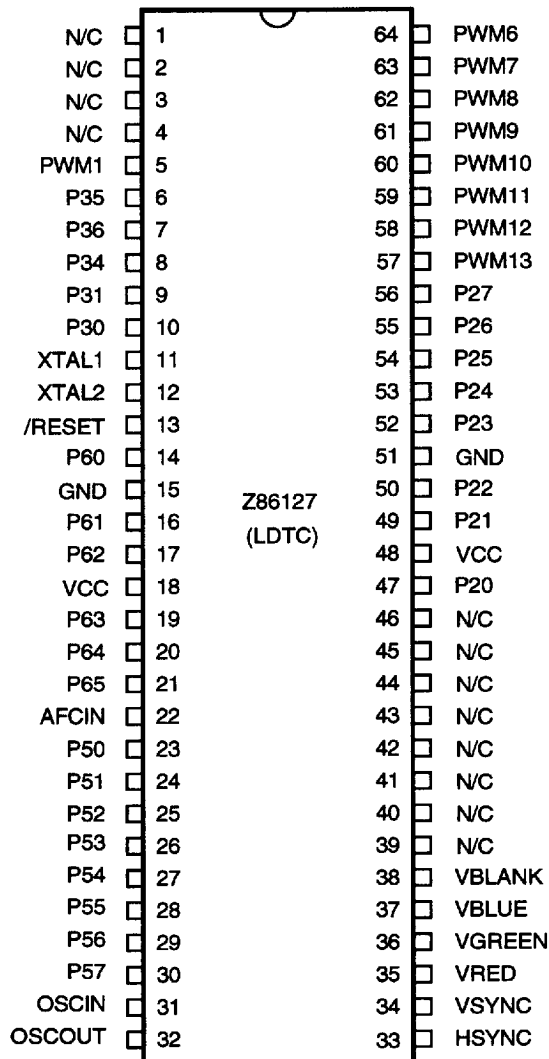 N/C 1 64 PWM6
N/C 2 63 PWM7
N/C 3 62 PWM8
N/C 4 61 PWM9
PWM1 5 60 PWM10
P35 6 59 PWM11
P36 7 58 PWM12
P34 8 57 PWM13
P31 9 56 P27
P30 10 55 P26
XTAL1 11 54 P25
XTAL2 12 53 P24
/RESET 13 52 P23
P60 14 51 GND
GND 15 50 P22
Z86127
P61 16 49 P21
(LDTC)
P62 17 48 VCC
VCC 18 47 P20
P63 19 46 N/C
P64 20 45 N/C
P65 21 44 N/C
AFCIN 22 43 N/C
P50 23 42 N/C
P51 24 41 N/C
P52 25 40 N/C
P53 26 39 N/C
P54 27 38 VBLANK
P55 28 37 VBLUE
P56 29 36 VGREEN
P57 30 35 VRED
OSCIN 31 34 VSYNC
OSCOUT 32 33 HSYNC